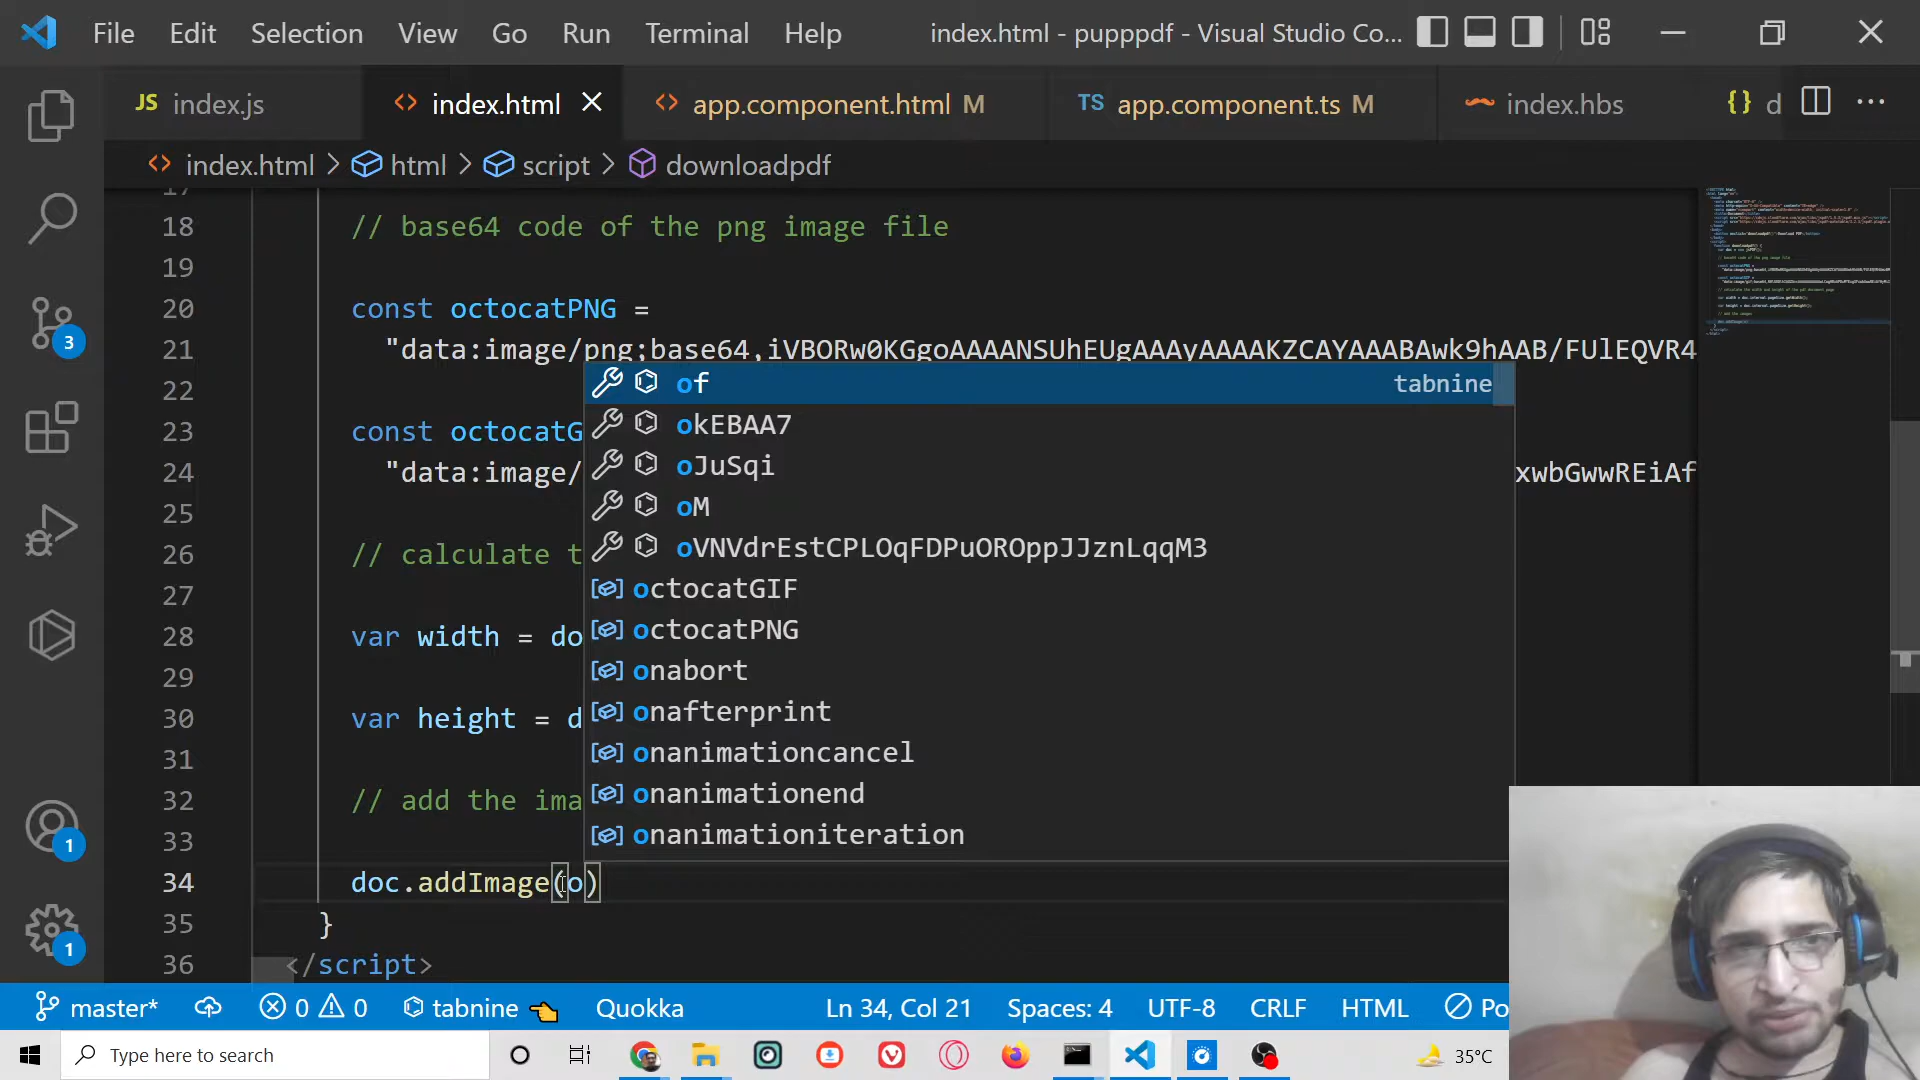 File Edit Selection View Go Run Terminal Help index.html - pupppdf - Visual Studio Co...
JS index.js <> index.html <> app.component.html M TS app.component.ts M index.hbs {} d ...
<> index.html > html > script > downloadpdf
18 // base64 code of the png image file
19
20 const octocatPNG =
21 "data:image/png;base64,iVBORw0KGgoAAAANSUhEUgAAAyAAAAKZCAYAAABAwk9hAAB/FUlEQVR4
22
of tabnine
okEBAA7
23 const octocatG
oJuSqi
24 "data:image/ xwbGwwREiAf
oM
25
oVNVdrEstCPLOqFDPuOROppJJznLqqM3
26 // calculate t
octocatGIF
27
octocatPNG
28 var width = do
onabort
29
onafterprint
30 var height = d
onanimationcancel
31
onanimationend
32 // add the ima
onanimationiteration
33
34 doc.addImage(o)
35 }
36 </script>
3
1
1
master* 0 0 tabnine Quokka Ln 34, Col 21 Spaces: 4 UTF-8 CRLF HTML Po
Type here to search 35°C